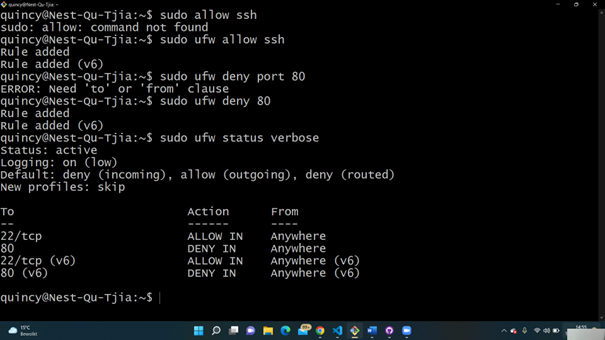 quincy@Nest-Qu-Tjia: ~
quincy@Nest-Qu-Tjia:~$ sudo allow ssh
sudo: allow: command not found
quincy@Nest-Qu-Tjia:~$ sudo ufw allow ssh
Rule added
Rule added (v6)
quincy@Nest-Qu-Tjia:~$ sudo ufw deny port 80
ERROR: Need 'to' or 'from' clause
quincy@Nest-Qu-Tjia:~$ sudo ufw deny 80
Rule added
Rule added (v6)
quincy@Nest-Qu-Tjia:~$ sudo ufw status verbose
Status: active
Logging: on (low)
Default: deny (incoming), allow (outgoing), deny (routed)
New profiles: skip
To Action From
-- ------ ----
22/tcp ALLOW IN Anywhere
80 DENY IN Anywhere
22/tcp (v6) ALLOW IN Anywhere (v6)
80 (v6) DENY IN Anywhere (v6)
quincy@Nest-Qu-Tjia:~$
15°C
Bewolkt